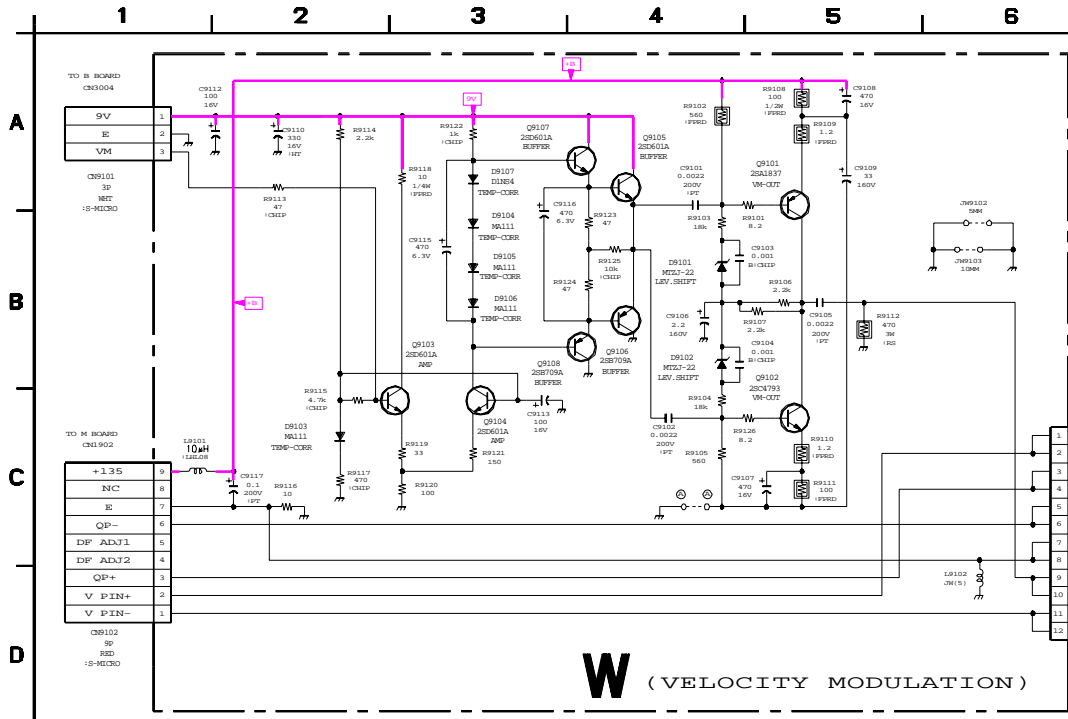 1 2 3 4 5 6
A
B
C
D
TO B BOARD
CN3004
9V 1
E 2
VM 3
CN9101
3P
WHT
:S-MICRO
C9112
100
16V
C9110
330
16V
:HT
R9114
2.2k
R9113
47
:CHIP
R9118
10
1/4W
:FPRD
9V
+B
+B
R9122
1k
:CHIP
D9107
D1NS4
TEMP-CORR
D9104
MA111
TEMP-CORR
D9105
MA111
TEMP-CORR
D9106
MA111
TEMP-CORR
C9115
470
6.3V
Q9107
2SD601A
BUFFER
Q9105
2SD601A
BUFFER
C9116
470
6.3V
R9123
47
R9125
10k
:CHIP
R9124
47
Q9108
2SB709A
BUFFER
Q9106
2SB709A
BUFFER
Q9103
2SD601A
AMP
Q9104
2SD601A
AMP
R9115
4.7k
:CHIP
D9103
MA111
TEMP-CORR
R9117
470
:CHIP
R9119
33
R9120
100
R9121
150
C9113
100
16V
R9102
560
:FPRD
C9101
0.0022
200V
:PT
R9103
18k
R9101
8.2
Q9101
2SA1837
VM-OUT
R9108
100
1/2W
:FPRD
R9109
1.2
:FPRD
C9108
470
16V
C9109
33
160V
D9101
MTZJ-22
LEV.SHIFT
C9103
0.001
B:CHIP
C9106
2.2
160V
R9106
2.2k
R9107
2.2k
C9105
0.0022
200V
:PT
R9112
470
3W
:RS
D9102
MTZJ-22
LEV.SHIFT
C9104
0.001
B:CHIP
R9104
18k
C9102
0.0022
200V
:PT
R9105
560
R9126
8.2
Q9102
2SC4793
VM-OUT
R9110
1.2
:FPRD
R9111
100
:FPRD
C9107
470
16V
A A
JW9102
5MM
JW9103
10MM
TO M BOARD
CN1902
L9101
10µH
:LHL08
+135 9
NC 8
E 7
QP- 6
DF ADJ1 5
DF ADJ2 4
QP+ 3
V PIN+ 2
V PIN- 1
CN9102
9P
RED
:S-MICRO
C9117
0.1
200V
:PT
R9116
10
L9102
JW(5)
1
2
3
4
5
6
7
8
9
10
11
12
W (VELOCITY MODULATION)